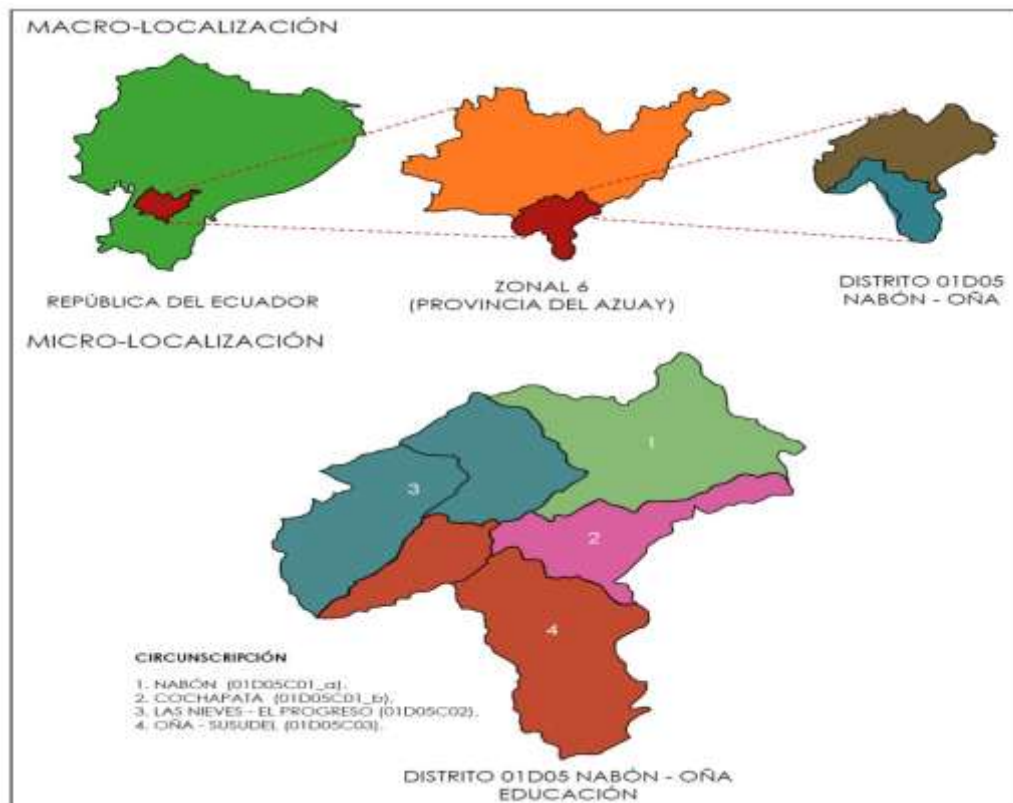 MACRO-LOCALIZACIÓN
REPÚBLICA DEL ECUADOR
ZONAL 6
(PROVINCIA DEL AZUAY)
DISTRITO 01D05
NABÓN - OÑA
MICRO-LOCALIZACIÓN
1
3
2
4
CIRCUNSCRIPCIÓN
1. NABÓN (01D05C01_a).
2. COCHAPATA (01D05C01_b).
3. LAS NIEVES - EL PROGRESO (01D05C02).
4. OÑA - SUSUDEL (01D05C03).
DISTRITO 01D05 NABÓN - OÑA
EDUCACIÓN